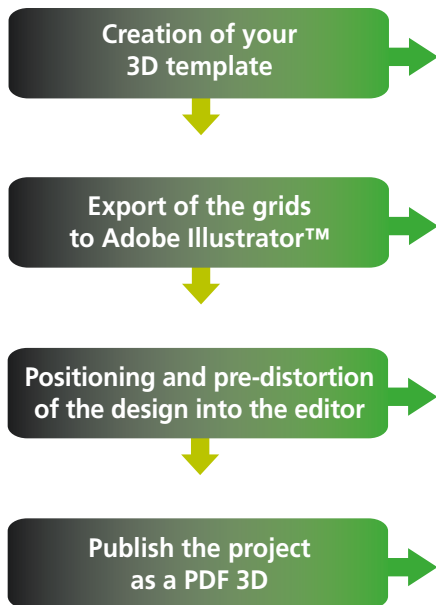 Creation of your
3D template
Export of the grids
to Adobe Illustrator™
Positioning and pre-distortion
of the design into the editor
Publish the project
as a PDF 3D